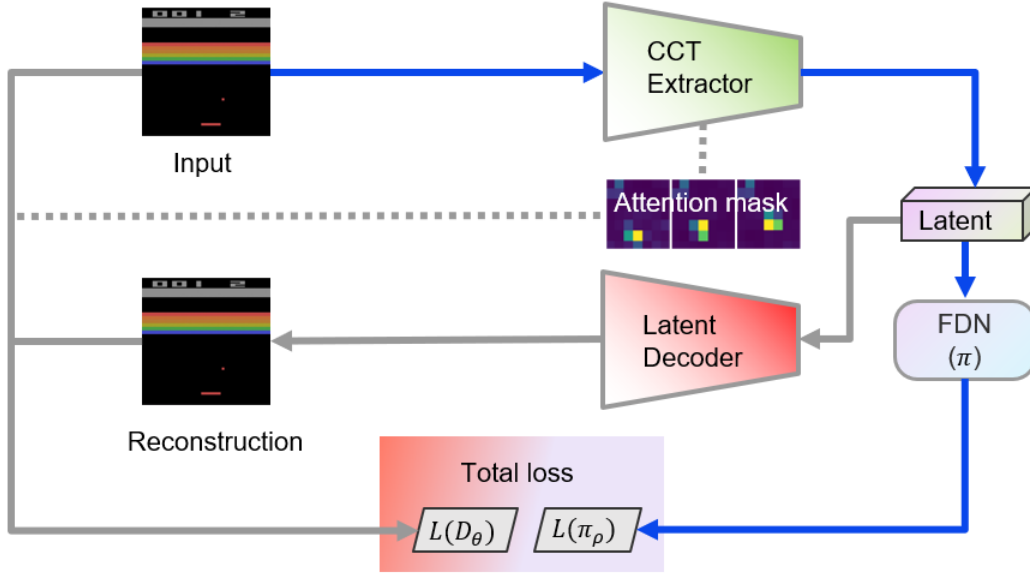 001 2
CCT
Extractor
Input
Attention mask
Latent
001 2
Latent
Decoder
FDN
(π)
Reconstruction
Total loss
L(D_θ)
L(π_ρ)